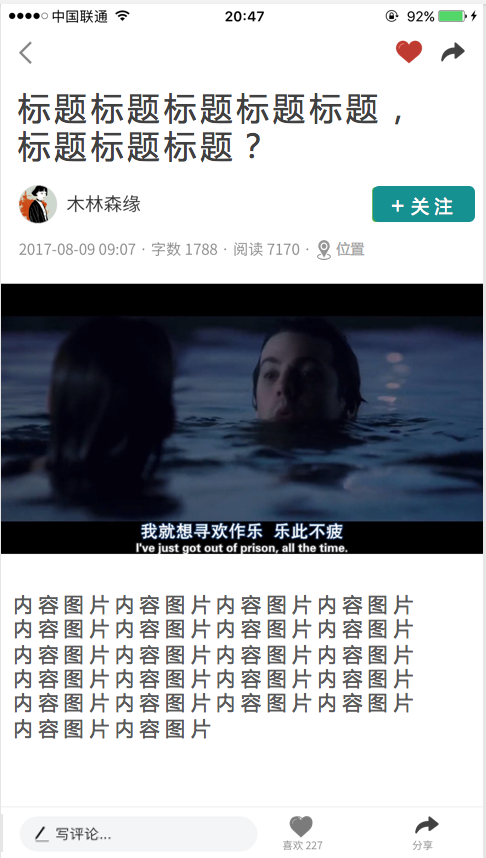 中国联通 20:47 92%
标题标题标题标题标题，
标题标题标题？
木林森缘
+ 关注
2017-08-09 09:07 · 字数 1788 · 阅读 7170 · 位置
我就想寻欢作乐 乐此不疲
I've just got out of prison, all the time.
内容图片内容图片内容图片内容图片
内容图片内容图片内容图片内容图片
内容图片内容图片内容图片内容图片
内容图片内容图片内容图片内容图片
内容图片内容图片内容图片内容图片
内容图片内容图片
写评论...
喜欢 227
分享